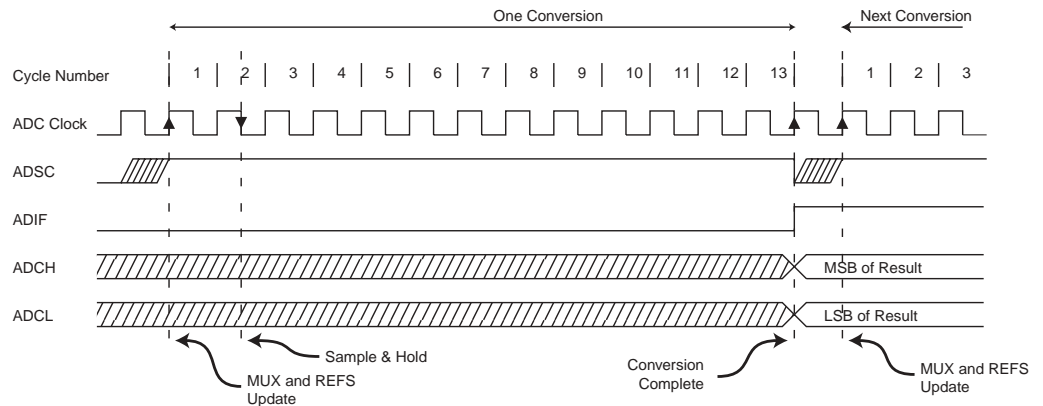 One Conversion
Next Conversion
Cycle Number 1 2 3 4 5 6 7 8 9 10 11 12 13 1 2 3
ADC Clock
ADSC
ADIF
ADCH
MSB of Result
ADCL
LSB of Result
Sample & Hold
MUX and REFS
Update
Conversion
Complete
MUX and REFS
Update